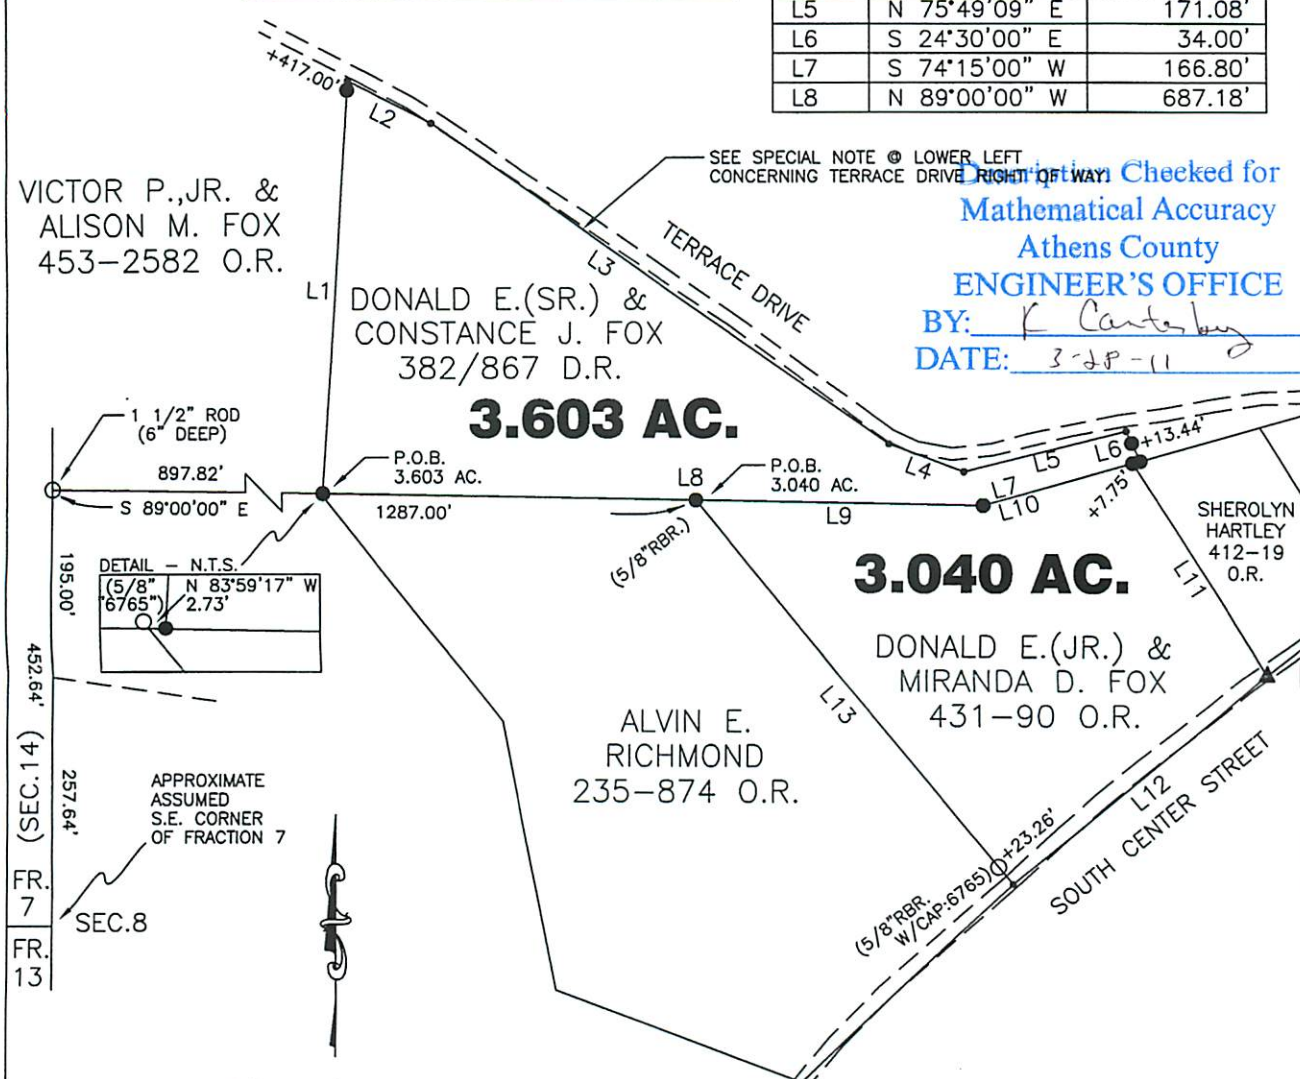 L5 N 75°49'09" E 171.08'
L6 S 24°30'00" E 34.00'
L7 S 74°15'00" W 166.80'
L8 N 89°00'00" W 687.18'
+417.00'
L2
SEE SPECIAL NOTE @ LOWER LEFT
CONCERNING TERRACE DRIVE RIGHT OF WAY.
Description Checked for
Mathematical Accuracy
Athens County
ENGINEER'S OFFICE
BY: K
DATE: 3-28-11
VICTOR P.,JR. &
ALISON M. FOX
453-2582 O.R.
L1
L3
TERRACE DRIVE
DONALD E.(SR.) &
CONSTANCE J. FOX
382/867 D.R.
3.603 AC.
1 1/2" ROD
(6" DEEP)
897.82'
S 89°00'00" E
P.O.B.
3.603 AC.
1287.00'
L8
P.O.B.
3.040 AC.
(5/8"RBR.)
L9
L4
L5
L6
+13.44'
L7
L10
+7.75'
SHEROLYN
HARTLEY
412-19
O.R.
L11
195.00'
DETAIL - N.T.S.
(5/8"
"6765")
N 83°59'17" W
2.73'
3.040 AC.
DONALD E.(JR.) &
MIRANDA D. FOX
431-90 O.R.
452.64'
(SEC.14)
257.64'
APPROXIMATE
ASSUMED
S.E. CORNER
OF FRACTION 7
ALVIN E.
RICHMOND
235-874 O.R.
L13
L12
SOUTH CENTER STREET
+23.26'
(5/8"RBR.
W/CAP:6765)
FR.
7
SEC.8
FR.
13